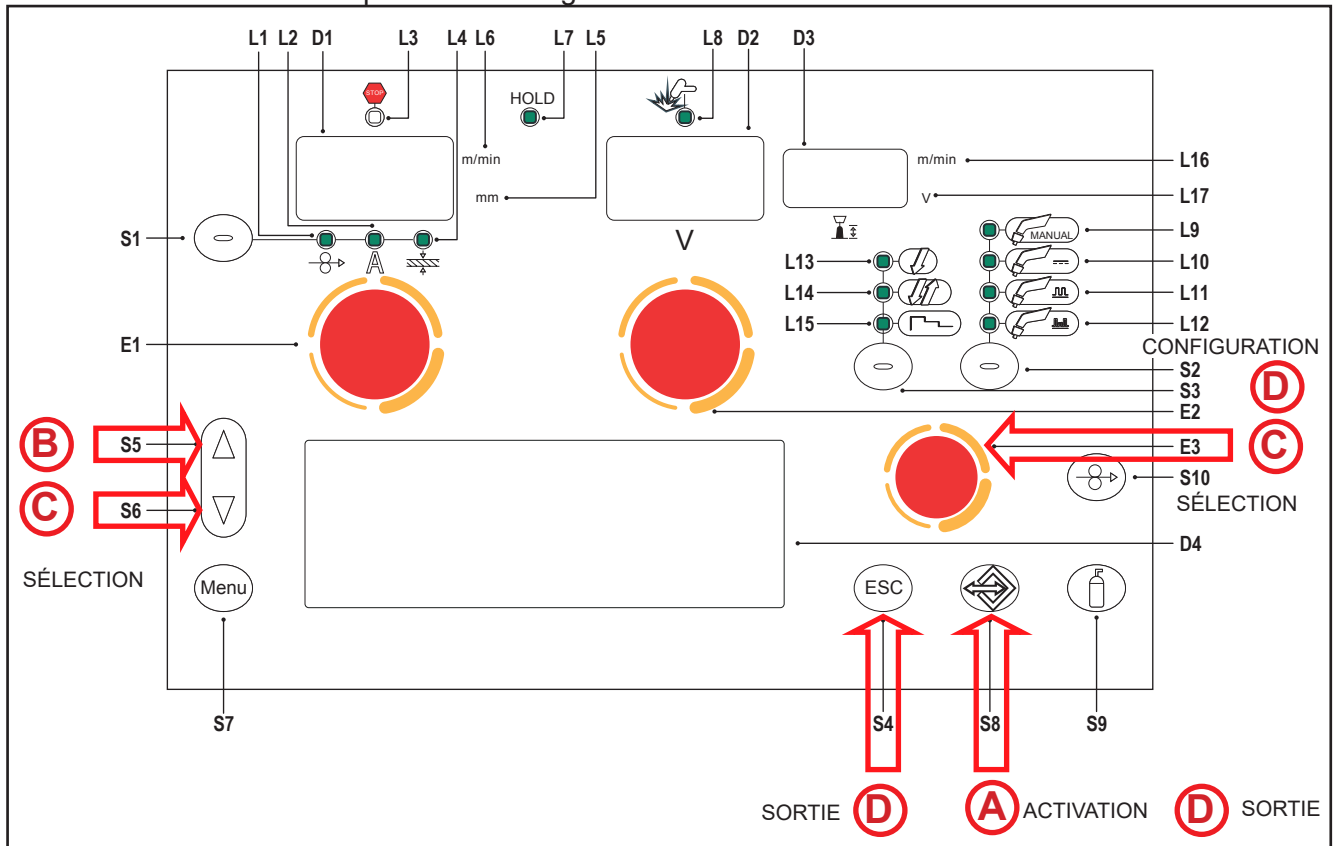 L1 L2 D1 L3 L4 L6 L7 L5 L8 D2 D3
STOP
HOLD
m/min
mm
m/min
V
L16
L17
S1
A
V
MANUAL
L9
L13
L10
L14
L11
L15
L12
E1
CONFIGURATION
S2
D
S3
E2
B
S5
E3
C
S10
C
S6
SÉLECTION
D4
SÉLECTION
Menu
ESC
S7
S4
S8
S9
SORTIE D
A ACTIVATION
D SORTIE